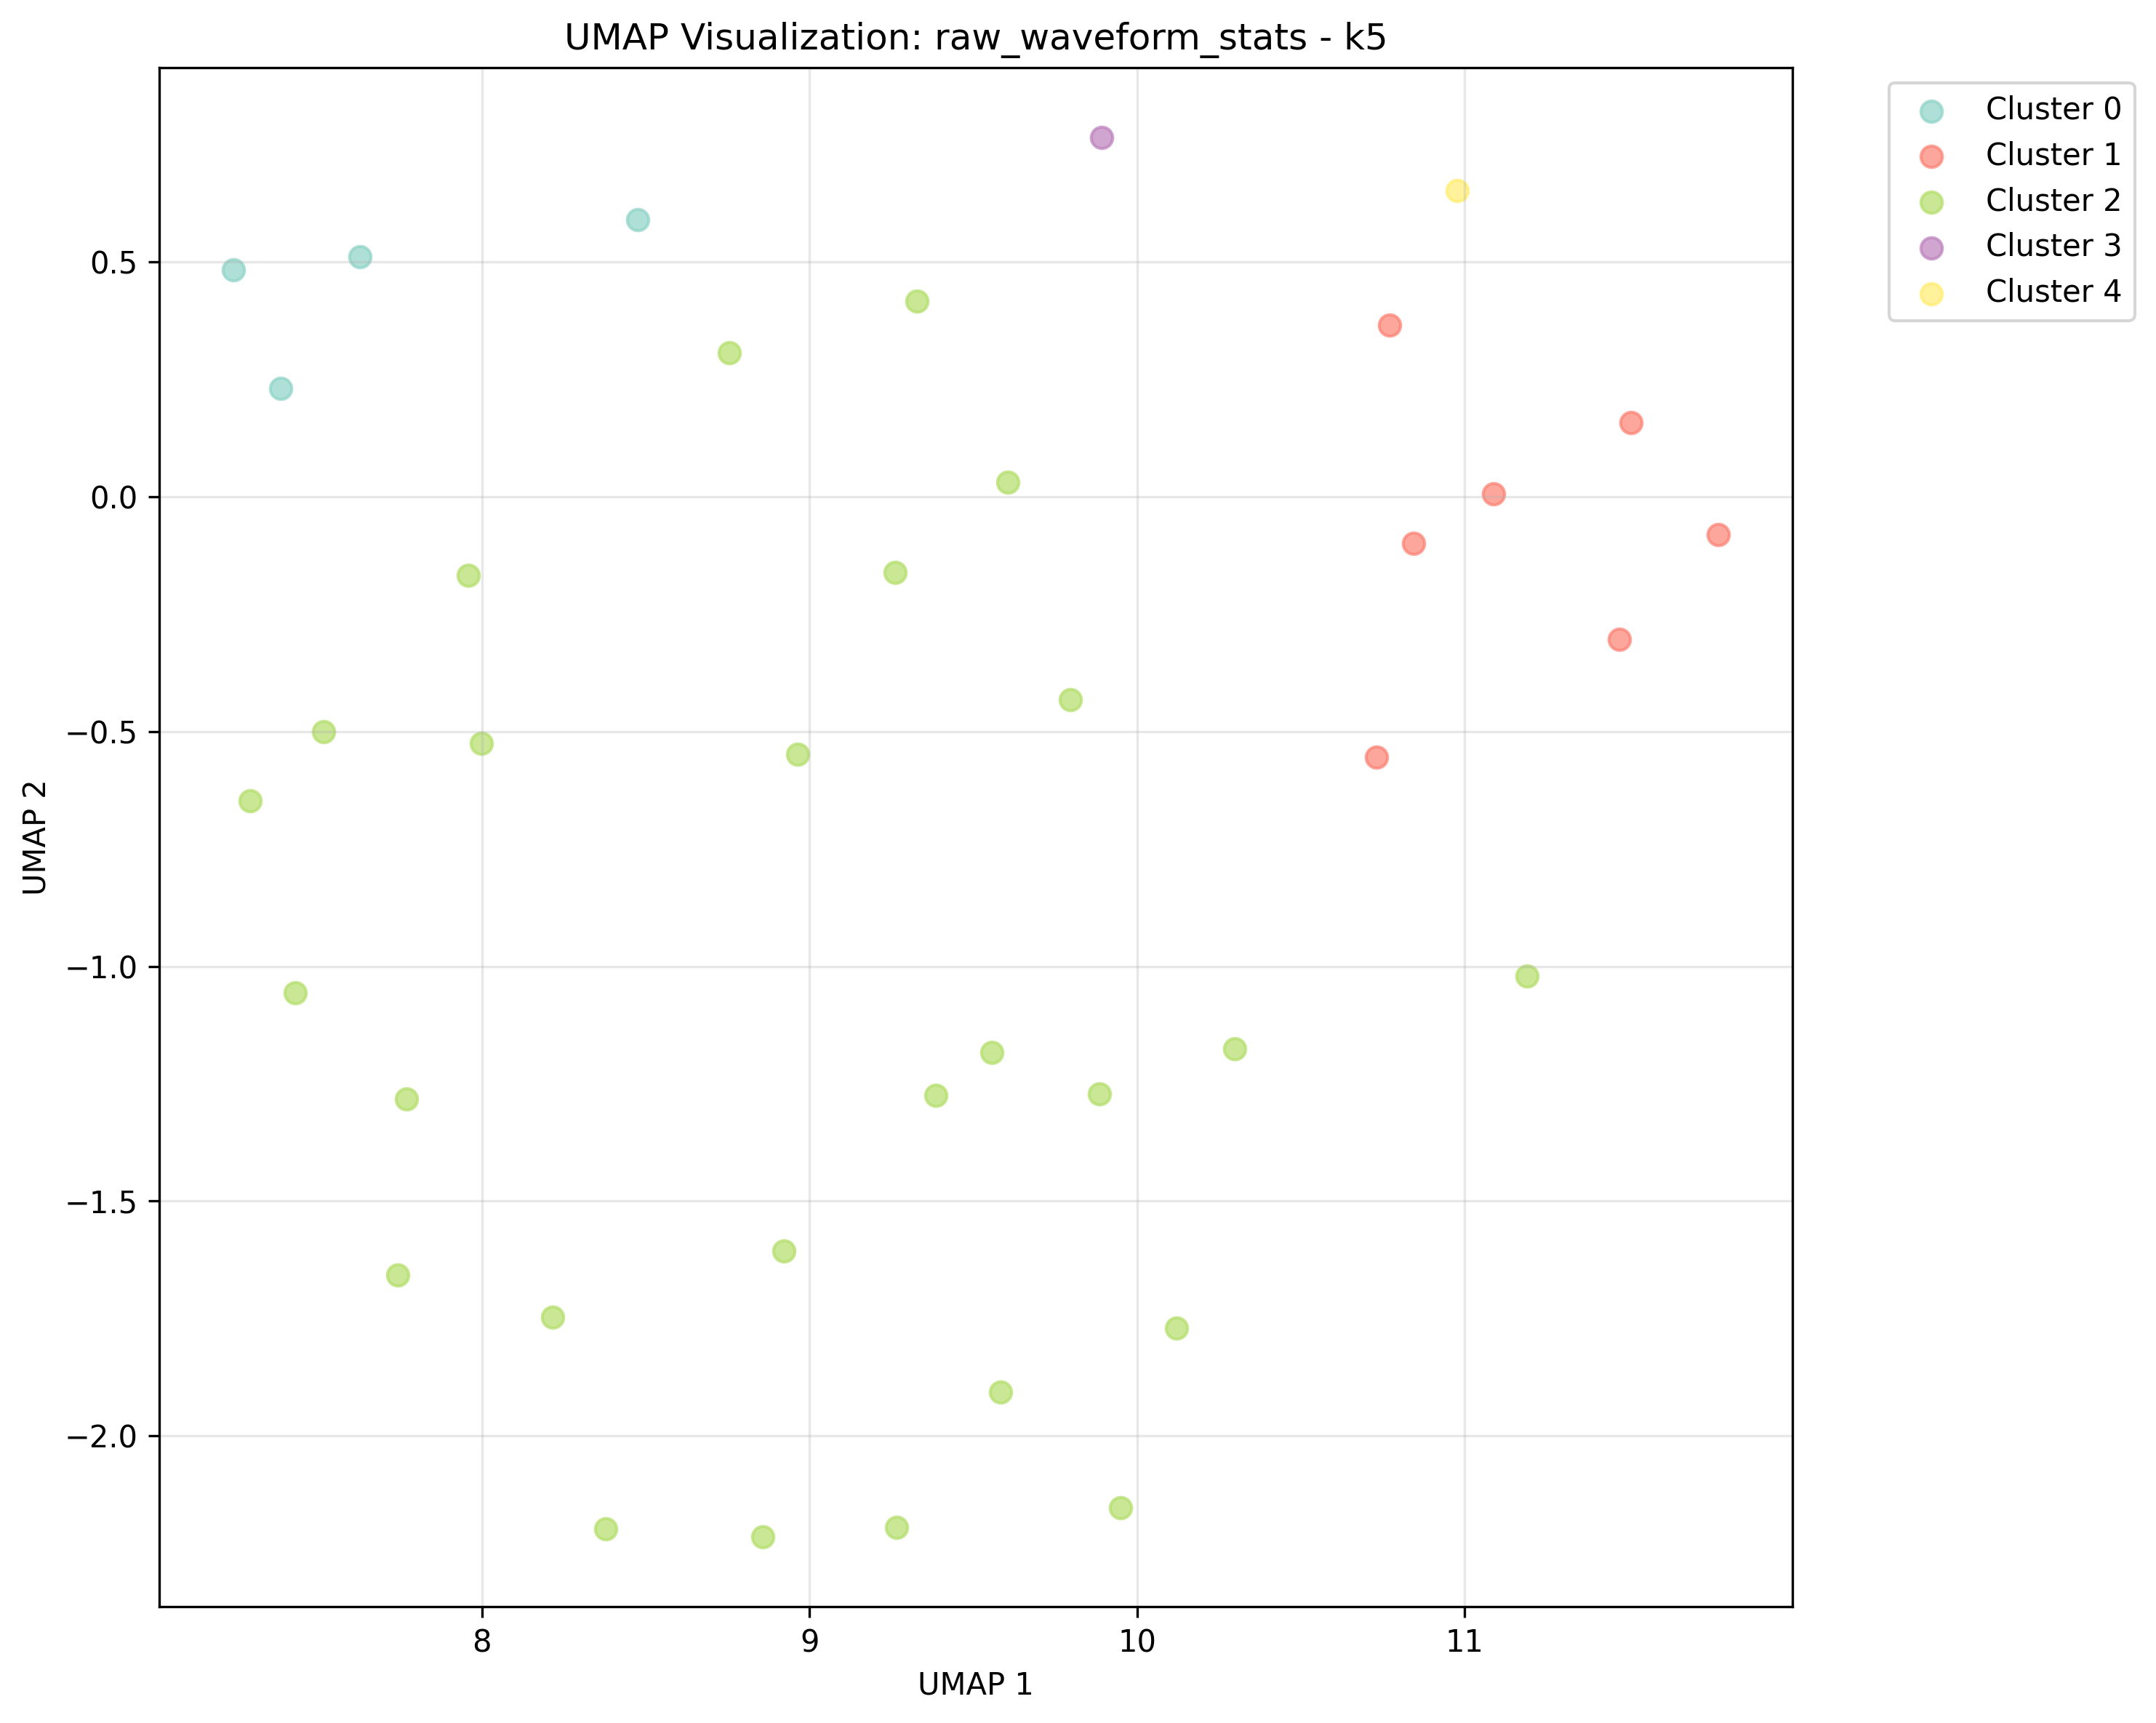 UMAP Visualization: raw_waveform_stats - k5
Cluster 0
Cluster 1
Cluster 2
Cluster 3
Cluster 4
0.5
0.0
−0.5
−1.0
−1.5
−2.0
UMAP 2
8
9
10
11
UMAP 1